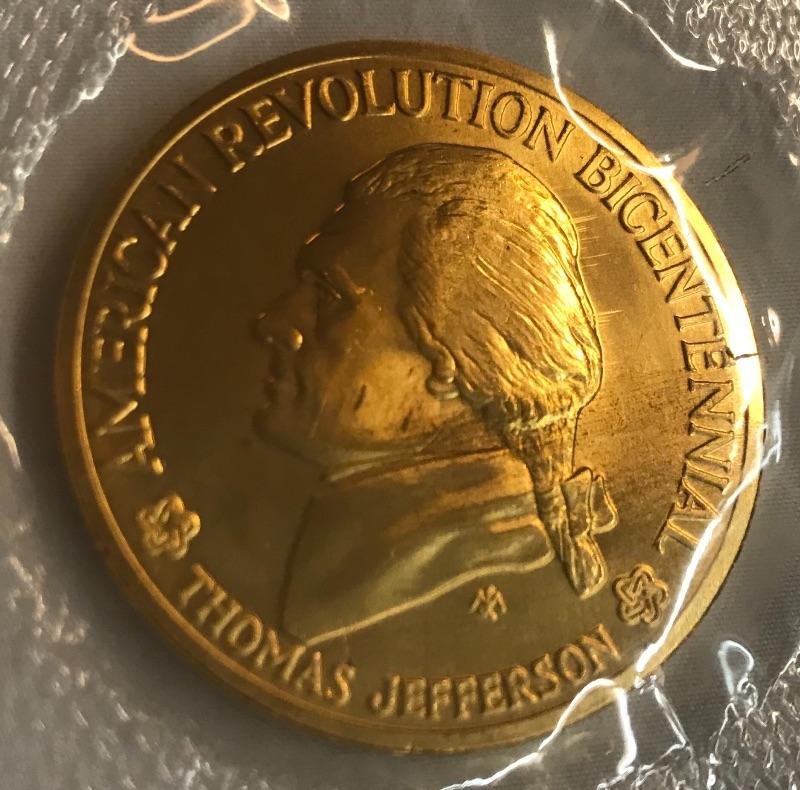 AMERICAN REVOLUTION BICENTENNIAL
THOMAS JEFFERSON